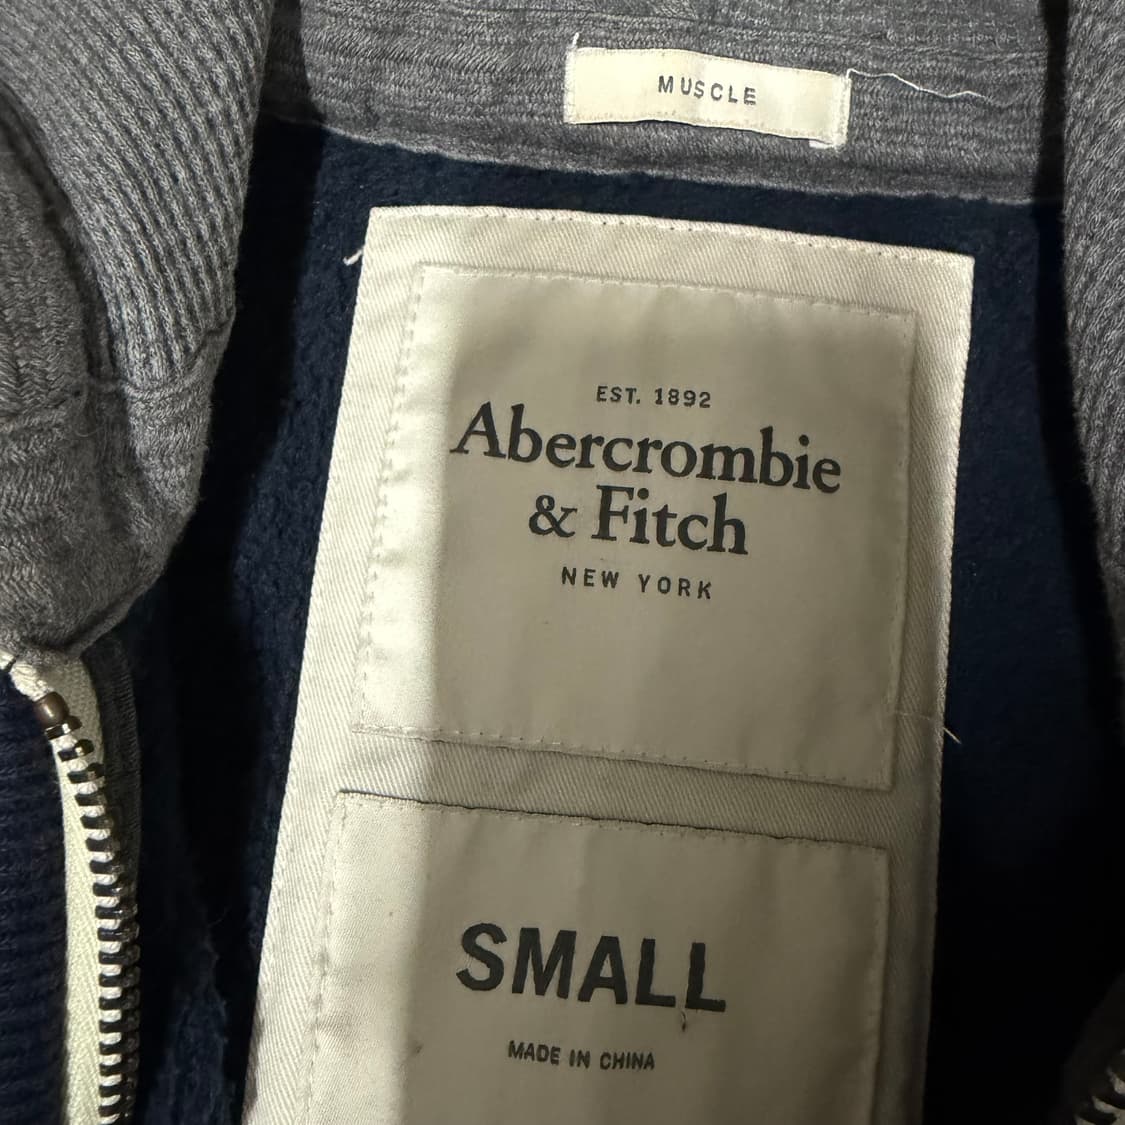 MUSCLE
EST. 1892
Abercrombie
& Fitch
NEW YORK
SMALL
MADE IN CHINA